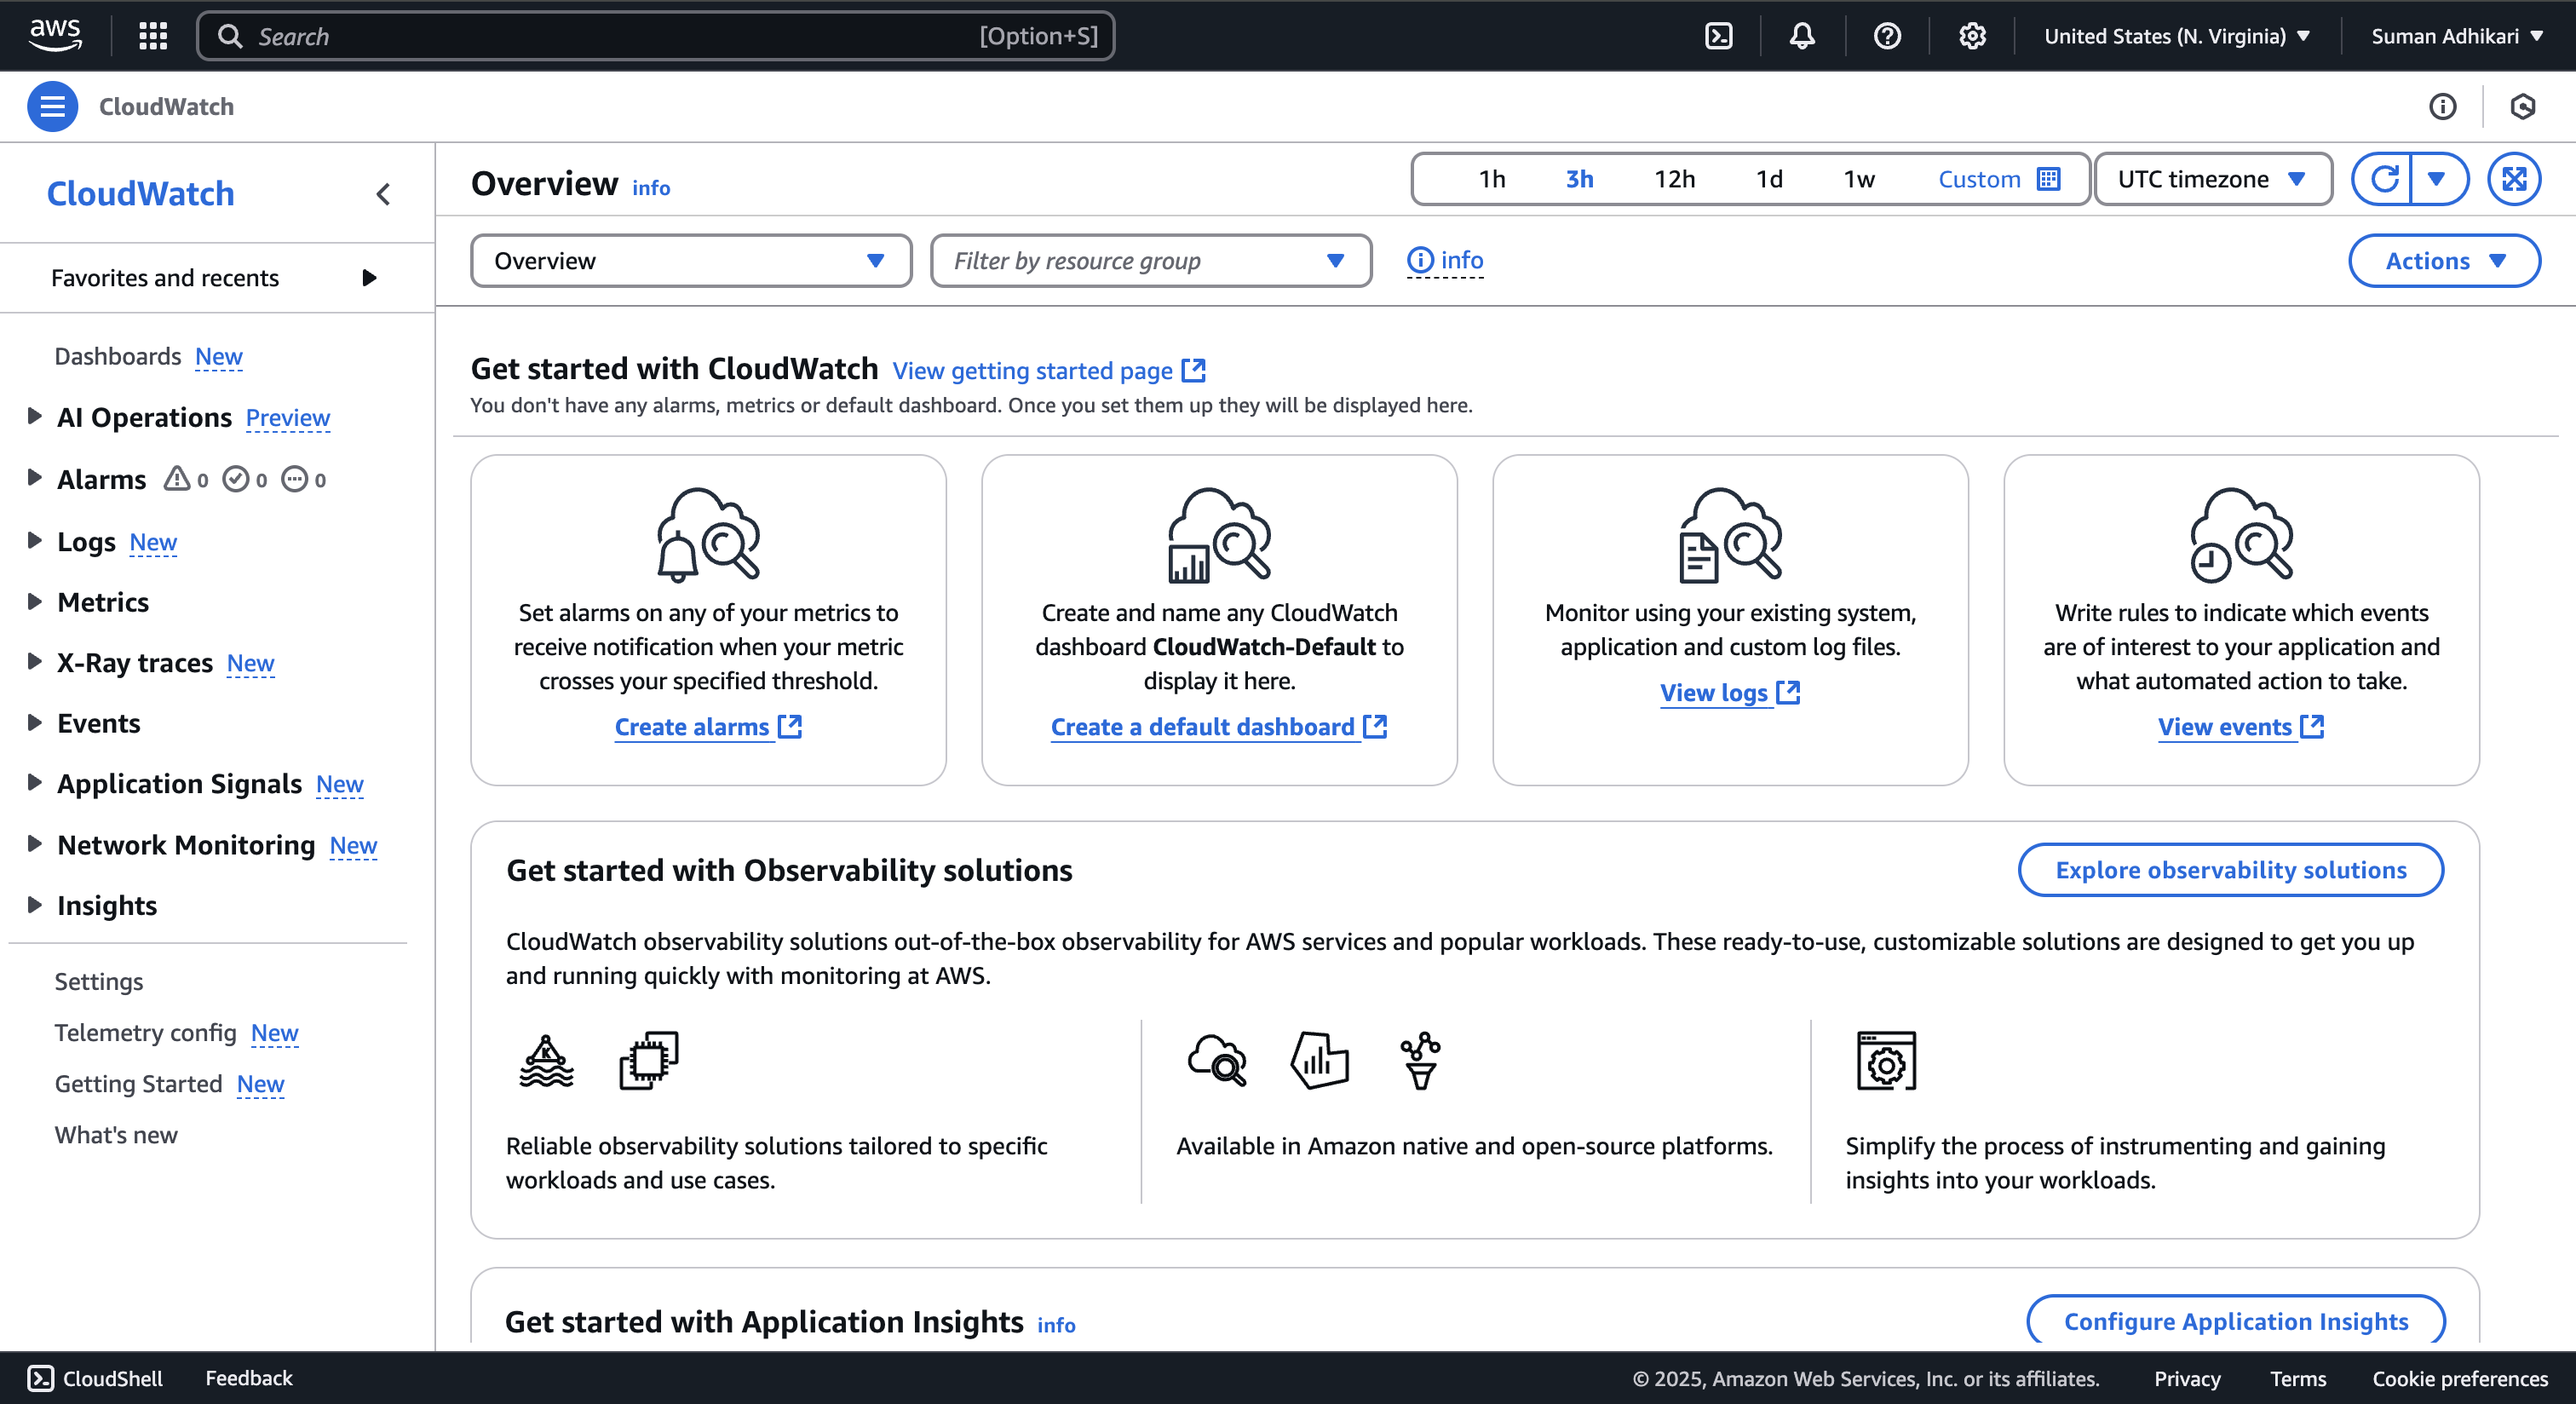 aws
Search [Option+S]
United States (N. Virginia)
Suman Adhikari
CloudWatch
CloudWatch
Favorites and recents
Dashboards New
AI Operations Preview
Alarms 0 0 0
Logs New
Metrics
X-Ray traces New
Events
Application Signals New
Network Monitoring New
Insights
Settings
Telemetry config New
Getting Started New
What's new
Overview info
1h 3h 12h 1d 1w Custom
UTC timezone
Overview
Filter by resource group
info
Actions
Get started with CloudWatch View getting started page
You don't have any alarms, metrics or default dashboard. Once you set them up they will be displayed here.
Set alarms on any of your metrics to
receive notification when your metric
crosses your specified threshold.
Create alarms
Create and name any CloudWatch
dashboard CloudWatch-Default to
display it here.
Create a default dashboard
Monitor using your existing system,
application and custom log files.
View logs
Write rules to indicate which events
are of interest to your application and
what automated action to take.
View events
Get started with Observability solutions
Explore observability solutions
CloudWatch observability solutions out-of-the-box observability for AWS services and popular workloads. These ready-to-use, customizable solutions are designed to get you up
and running quickly with monitoring at AWS.
K
Reliable observability solutions tailored to specific
workloads and use cases.
Available in Amazon native and open-source platforms.
Simplify the process of instrumenting and gaining
insights into your workloads.
Get started with Application Insights info
Configure Application Insights
CloudShell
Feedback
© 2025, Amazon Web Services, Inc. or its affiliates.
Privacy
Terms
Cookie preferences